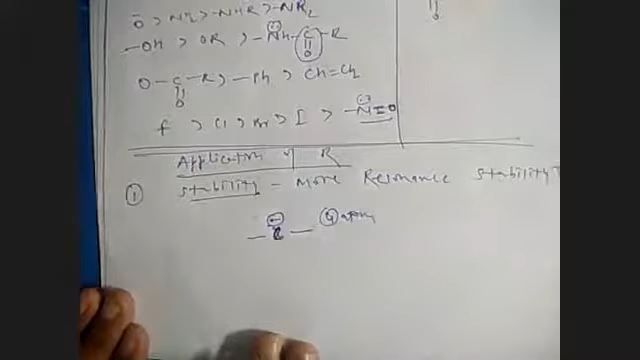 Ō > NH2 > -NHR > -NR2
-OH > OR > -NH-C-R
O
O-C-R > -Ph > CH=CH2
O
F > Cl > Br > I > -N=O
Application of R
① Stability - More Resonance Stability
- C -